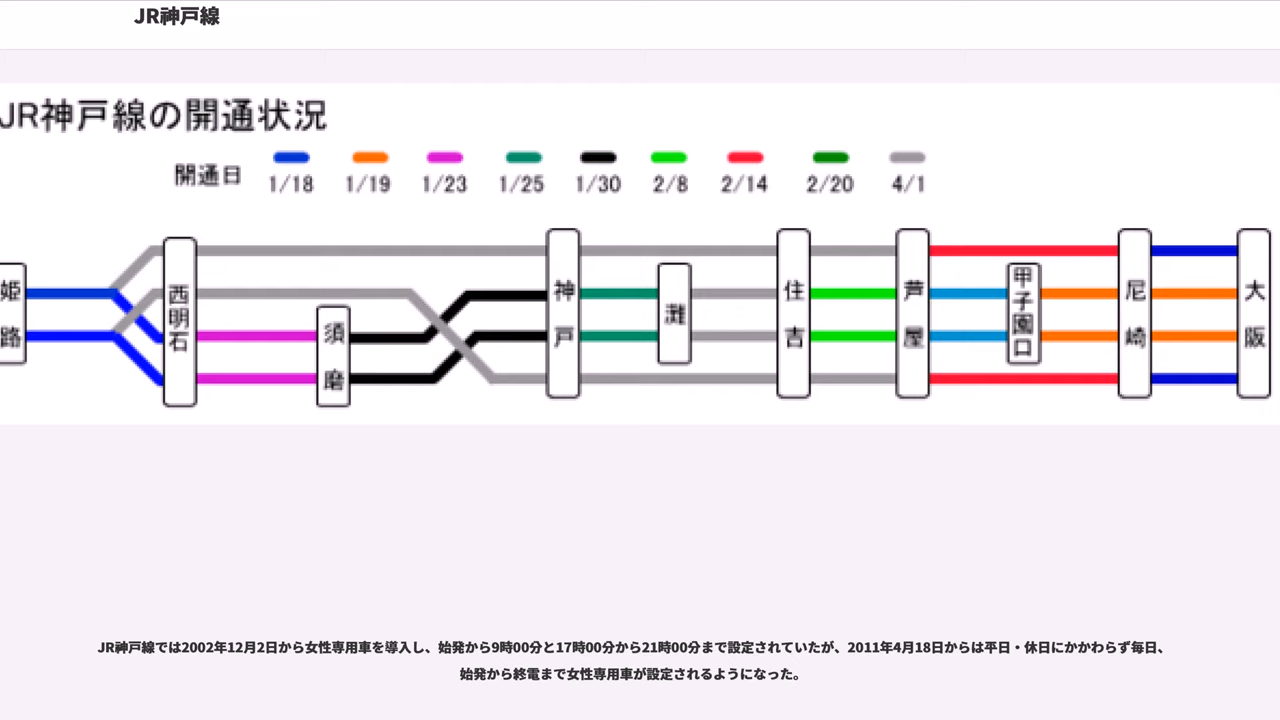 JR神戸線
JR神戸線の開通状況
開通日
1/18 1/19 1/23 1/25 1/30 2/8 2/14 2/20 4/1
姫路
西明石
須磨
神戸
灘
住吉
芦屋
甲子園口
尼崎
大阪
JR神戸線では2002年12月2日から女性専用車を導入し、始発から9時00分と17時00分から21時00分まで設定されていたが、2011年4月18日からは平日・休日にかかわらず毎日、
始発から終電まで女性専用車が設定されるようになった。